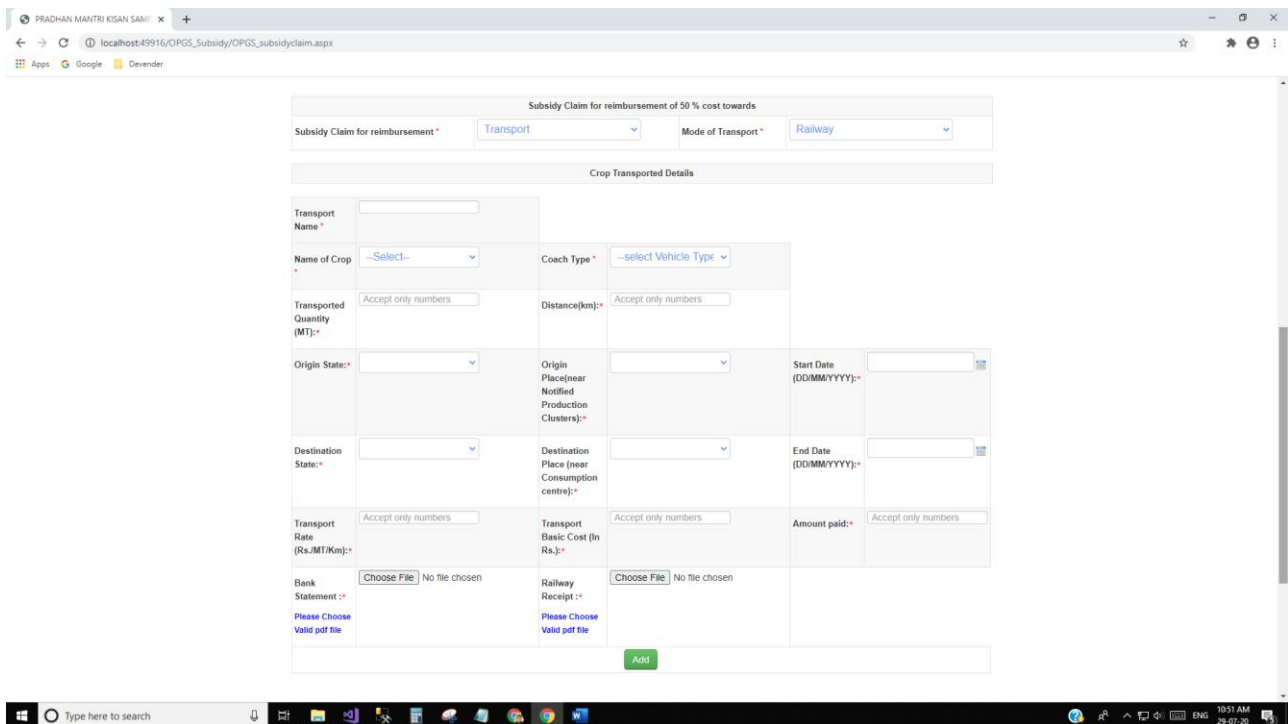 PRADHAN MANTRI KISAN SAMP
localhost:49916/OPGS_Subsidy/OPGS_subsidyclaim.aspx
Apps Google Devender
Subsidy Claim for reimbursement of 50 % cost towards
Subsidy Claim for reimbursement * Transport Mode of Transport * Railway
Crop Transported Details
Transport
Name *
Name of Crop --Select-- Coach Type * --select Vehicle Type
*
Transported Accept only numbers Distance(km):* Accept only numbers
Quantity
(MT):*
Origin State:* Origin Start Date
Place(near (DD/MM/YYYY):*
Notified
Production
Clusters):*
Destination Destination End Date
State:* Place (near (DD/MM/YYYY):*
Consumption
centre):*
Transport Accept only numbers Transport Accept only numbers Amount paid:* Accept only numbers
Rate Basic Cost (In
(Rs./MT/Km):* Rs.):*
Bank Choose File No file chosen Railway Choose File No file chosen
Statement :* Receipt :*
Please Choose Please Choose
Valid pdf file Valid pdf file
Add
Type here to search ENG 10:51 AM
29-07-20